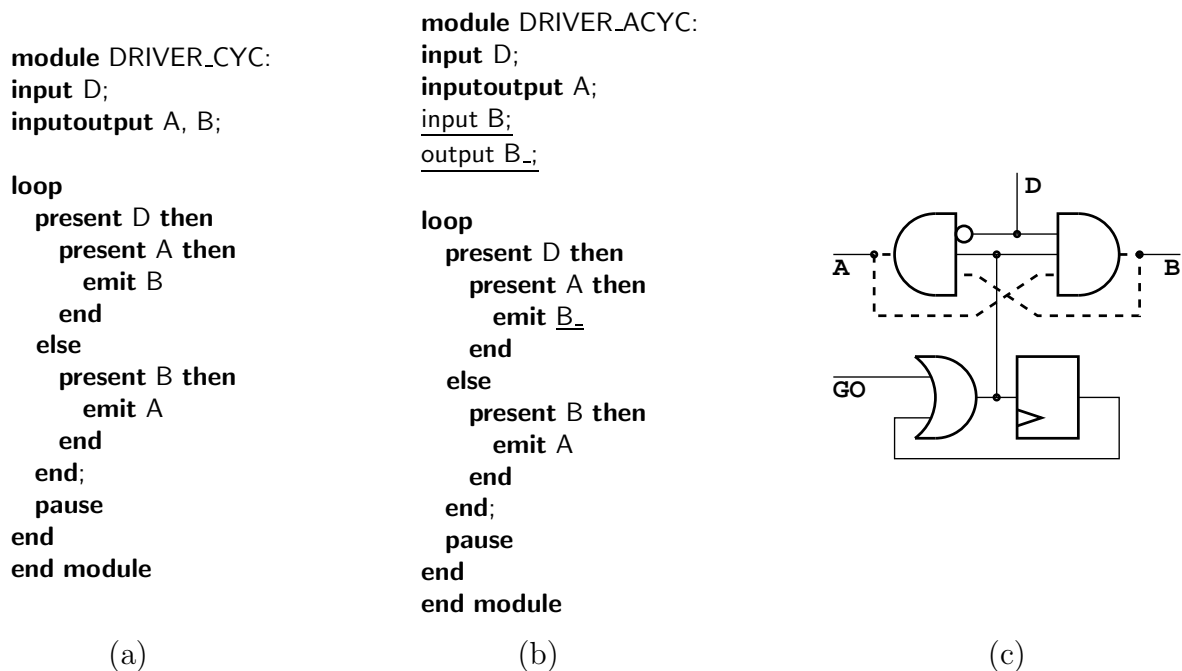 module DRIVER_CYC:
input D;
inputoutput A, B;
loop
present D then
present A then
emit B
end
else
present B then
emit A
end
end;
pause
end
end module
(a)
module DRIVER_ACYC:
input D;
inputoutput A;
input B;
output B_;
loop
present D then
present A then
emit B_
end
else
present B then
emit A
end
end;
pause
end
end module
(b)
D
A
B
GO
(c)